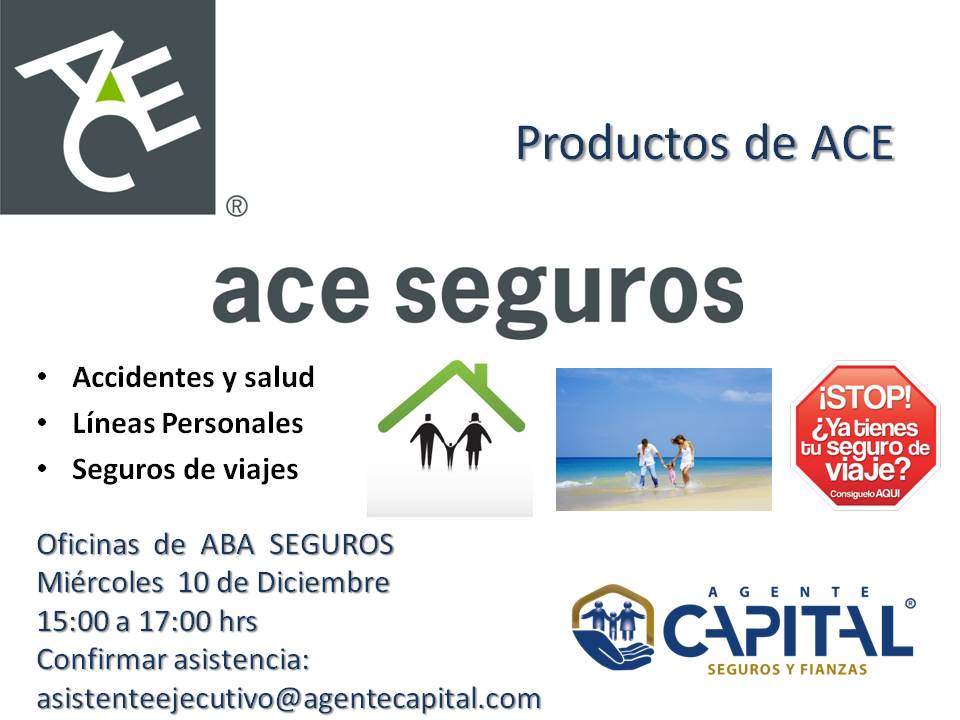 ACE
®
Productos de ACE
ace seguros
• Accidentes y salud
• Líneas Personales
• Seguros de viajes
¡STOP!
¿Ya tienes
tu seguro de
viaje?
Consiguelo AQUI
Oficinas de ABA SEGUROS
Miércoles 10 de Diciembre
15:00 a 17:00 hrs
Confirmar asistencia:
asistenteejecutivo@agentecapital.com
AGENTE
CAPITAL®
SEGUROS Y FIANZAS